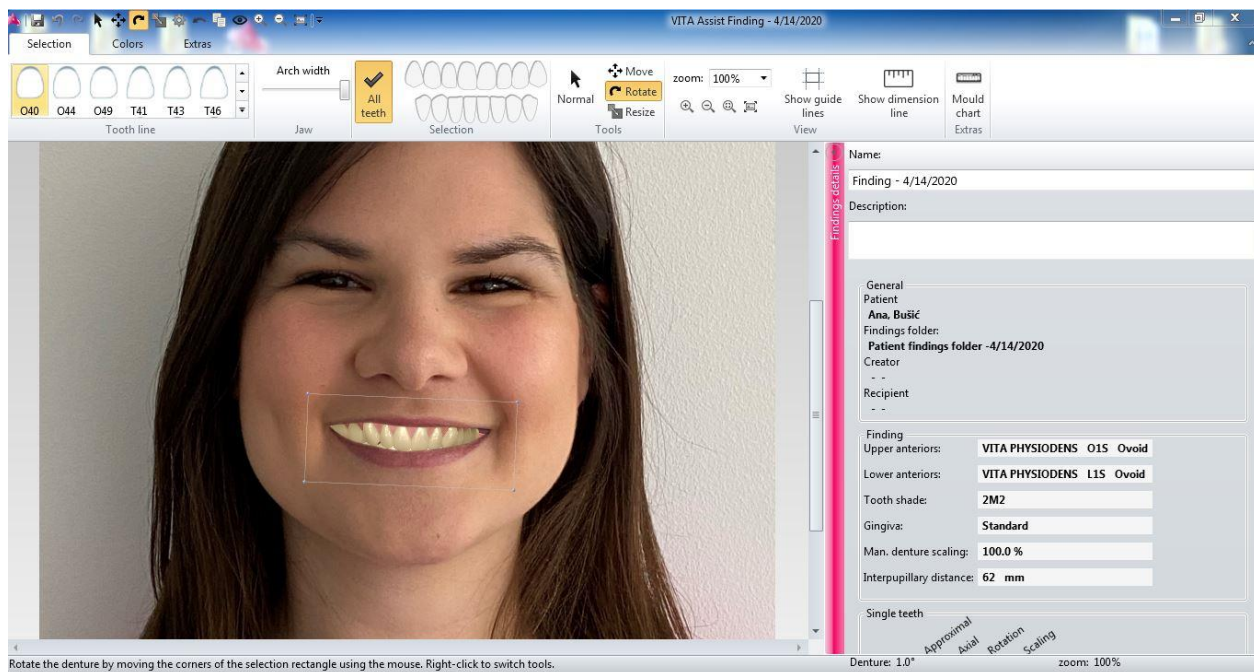 VITA Assist Finding - 4/14/2020
Selection Colors Extras
O40 O44 O49 T41 T43 T46
Tooth line
Arch width
Jaw
All teeth
Selection
Normal
Move
Rotate
Resize
Tools
zoom: 100%
Show guide lines
View
Show dimension line
Mould chart
Extras
Findings details
Name:
Finding - 4/14/2020
Description:
General
Patient
Ana, Bušić
Findings folder:
Patient findings folder -4/14/2020
Creator
- -
Recipient
- -
Finding
Upper anteriors: VITA PHYSIODENS O1S Ovoid
Lower anteriors: VITA PHYSIODENS L1S Ovoid
Tooth shade: 2M2
Gingiva: Standard
Man. denture scaling: 100.0 %
Interpupillary distance: 62 mm
Single teeth
Approximal
Axial
Rotation
Scaling
Rotate the denture by moving the corners of the selection rectangle using the mouse. Right-click to switch tools.
Denture: 1.0° zoom: 100%